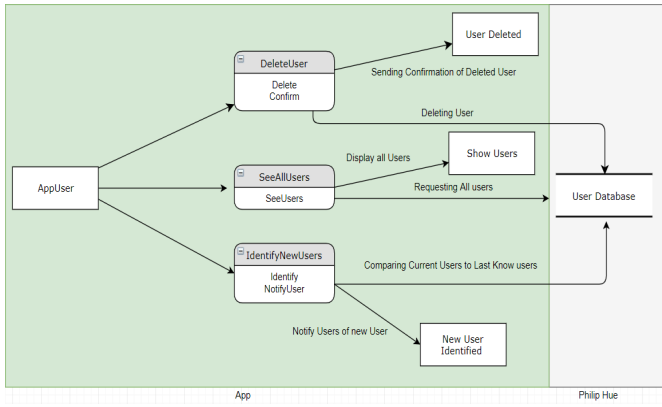 User Deleted
DeleteUser
Delete
Confirm
Sending Confirmation of Deleted User
Deleting User
Show Users
Display all Users
SeeAllUsers
SeeUsers
Requesting All users
AppUser
User Database
IdentifyNewUsers
Identify
NotifyUser
Comparing Current Users to Last Know users
Notify Users of new User
New User
Identified
App
Philip Hue